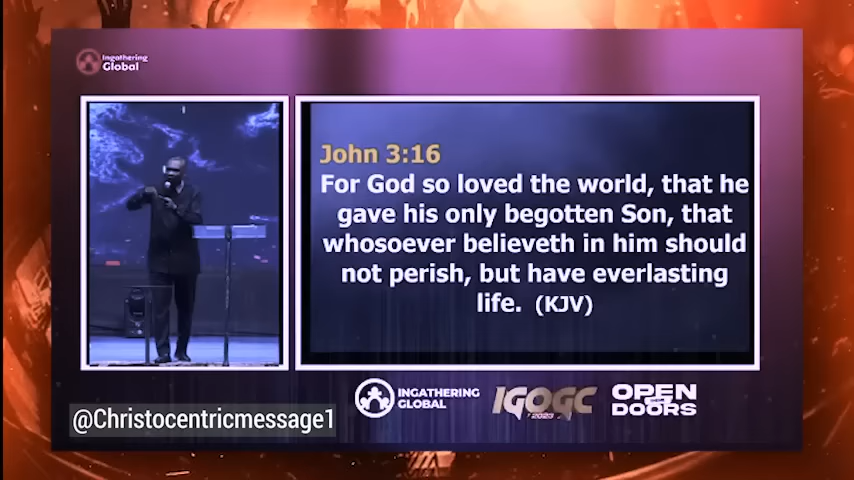 Ingathering
Global
John 3:16
For God so loved the world, that he
gave his only begotten Son, that
whosoever believeth in him should
not perish, but have everlasting
life. (KJV)
INGATHERING
GLOBAL
IGOGC
2023
OPEN
DOORS
@Christocentricmessage1